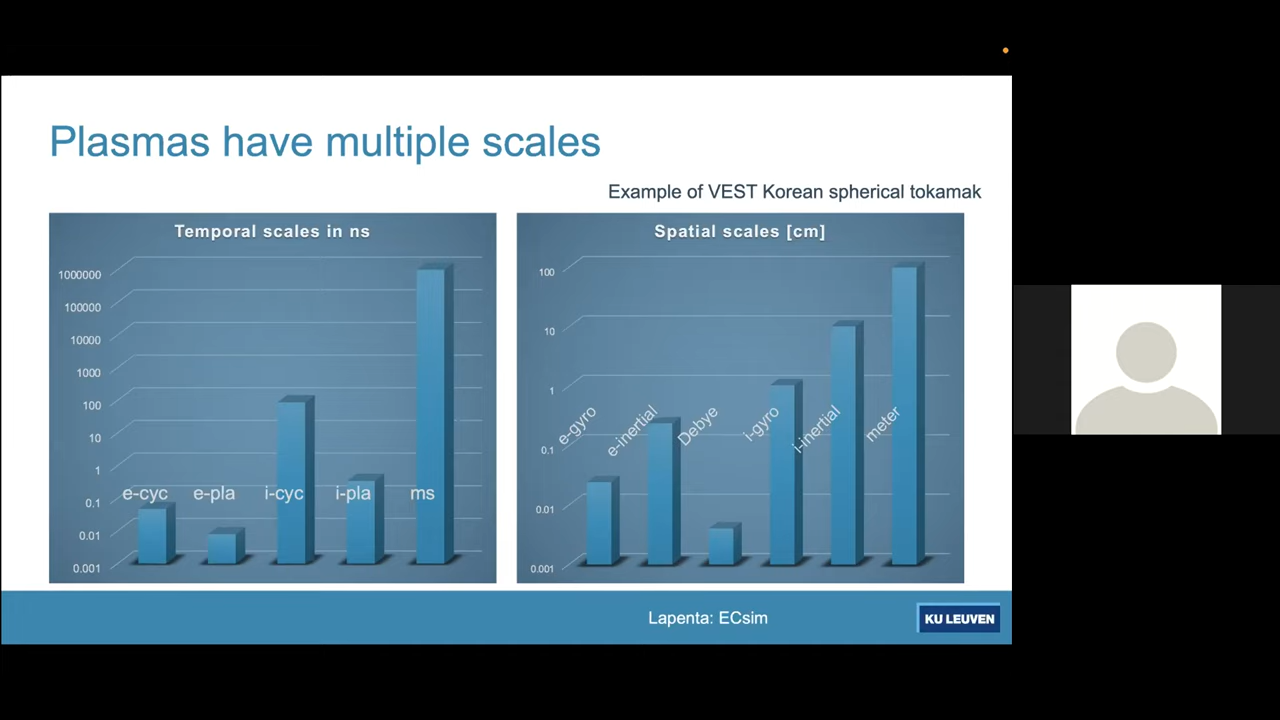 Plasmas have multiple scales
Example of VEST Korean spherical tokamak
Temporal scales in ns
1000000
100000
10000
1000
100
10
1
0.1
0.01
0.001
e-cyc
e-pla
i-cyc
i-pla
ms
Spatial scales [cm]
100
10
1
0.1
0.01
0.001
e-gyro
e-inertial
Debye
i-gyro
i-inertial
meter
Lapenta: ECsim
KU LEUVEN